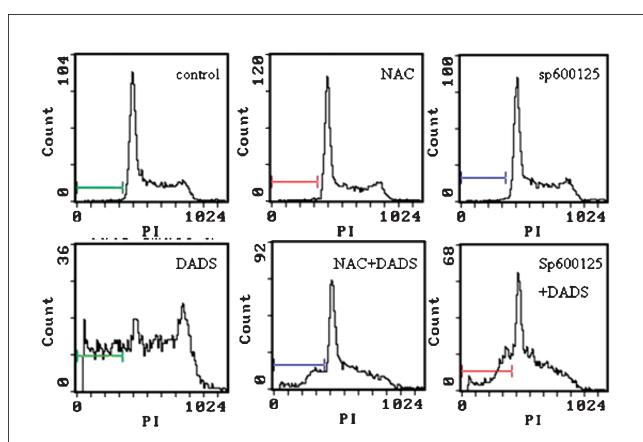 104
control
Count
0
0
1024
PI
120
NAC
Count
0
0
1024
PI
100
sp600125
Count
0
0
1024
PI
36
DADS
Count
0
0
1024
PI
92
NAC+DADS
Count
0
0
1024
PI
68
Sp600125
+DADS
Count
0
0
1024
PI